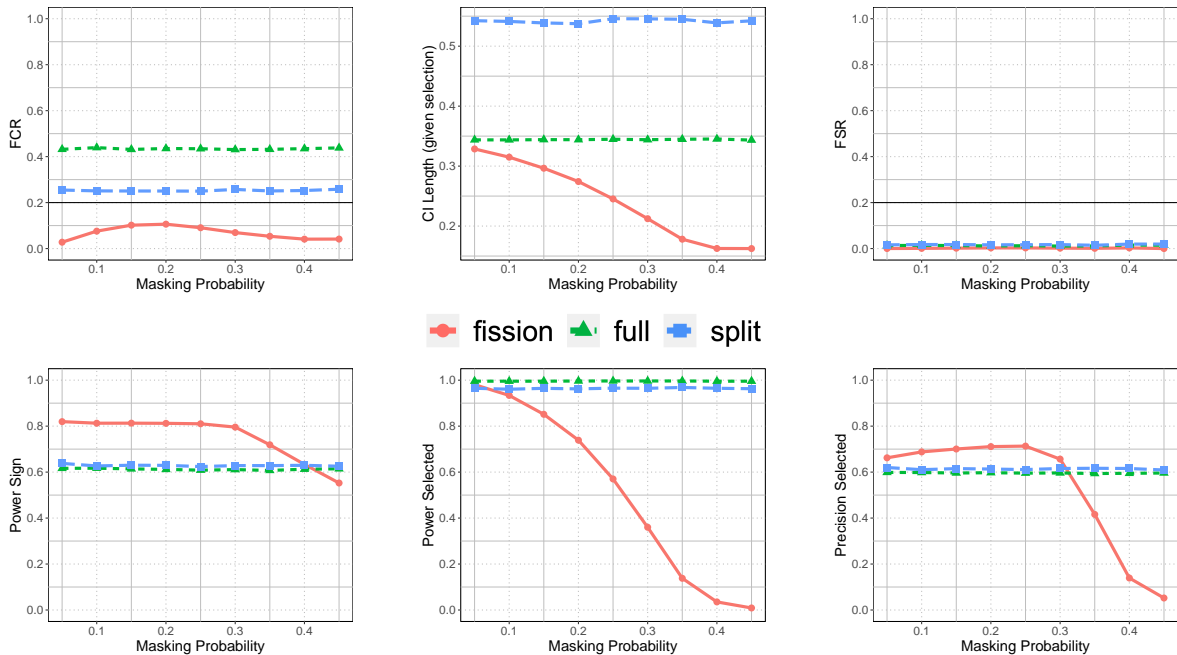 FCR
1.0
0.8
0.6
0.4
0.2
0.0
0.1 0.2 0.3 0.4
Masking Probability
CI Length (given selection)
0.5
0.4
0.3
0.2
0.1 0.2 0.3 0.4
Masking Probability
FSR
1.0
0.8
0.6
0.4
0.2
0.0
0.1 0.2 0.3 0.4
Masking Probability
fission full split
Power Sign
1.0
0.8
0.6
0.4
0.2
0.0
0.1 0.2 0.3 0.4
Masking Probability
Power Selected
1.0
0.8
0.6
0.4
0.2
0.0
0.1 0.2 0.3 0.4
Masking Probability
Precision Selected
1.0
0.8
0.6
0.4
0.2
0.0
0.1 0.2 0.3 0.4
Masking Probability